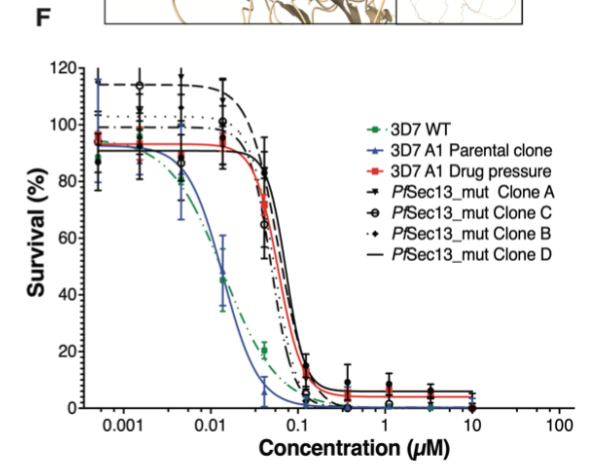 F
120
100
80
60
40
20
0
Survival (%)
0.001 0.01 0.1 1 10 100
Concentration (µM)
3D7 WT
3D7 A1 Parental clone
3D7 A1 Drug pressure
PfSec13_mut Clone A
PfSec13_mut Clone C
PfSec13_mut Clone B
PfSec13_mut Clone D